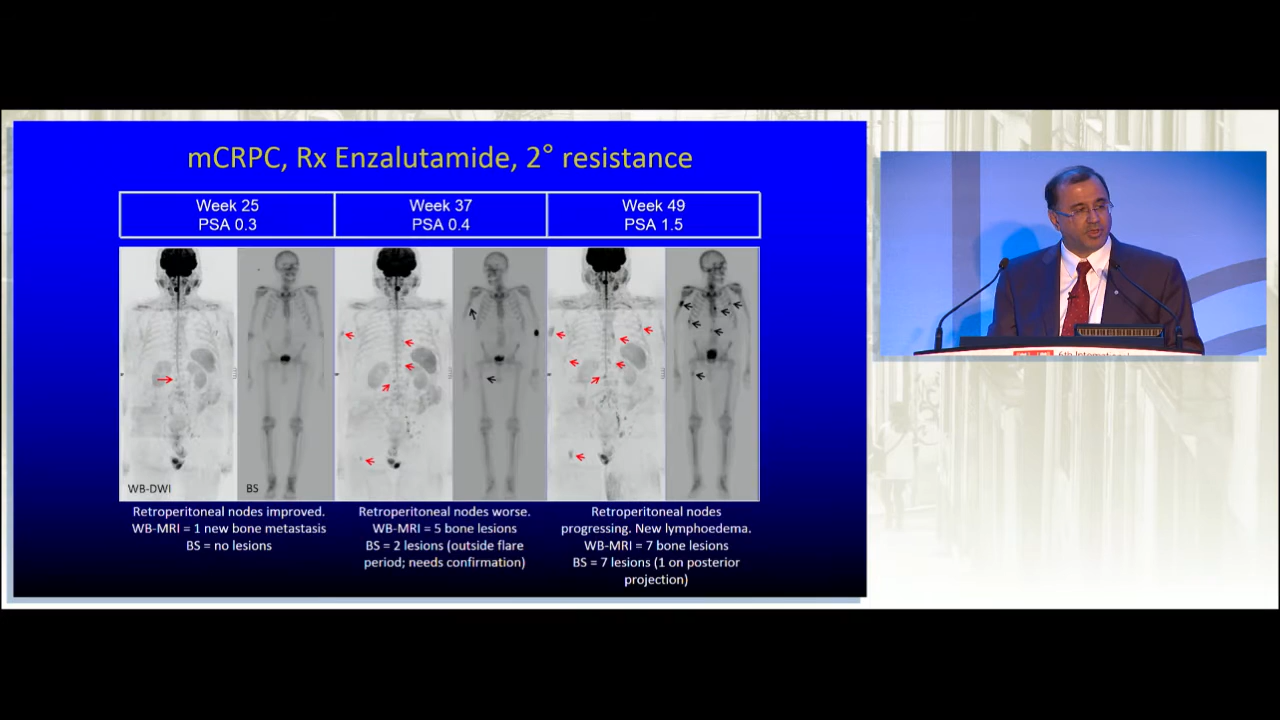 mCRPC, Rx Enzalutamide, 2° resistance
Week 25
PSA 0.3
Week 37
PSA 0.4
Week 49
PSA 1.5
WB-DWI
BS
Retroperitoneal nodes improved.
WB-MRI = 1 new bone metastasis
BS = no lesions
Retroperitoneal nodes worse.
WB-MRI = 5 bone lesions
BS = 2 lesions (outside flare
period; needs confirmation)
Retroperitoneal nodes
progressing. New lymphoedema.
WB-MRI = 7 bone lesions
BS = 7 lesions (1 on posterior
projection)
6th International